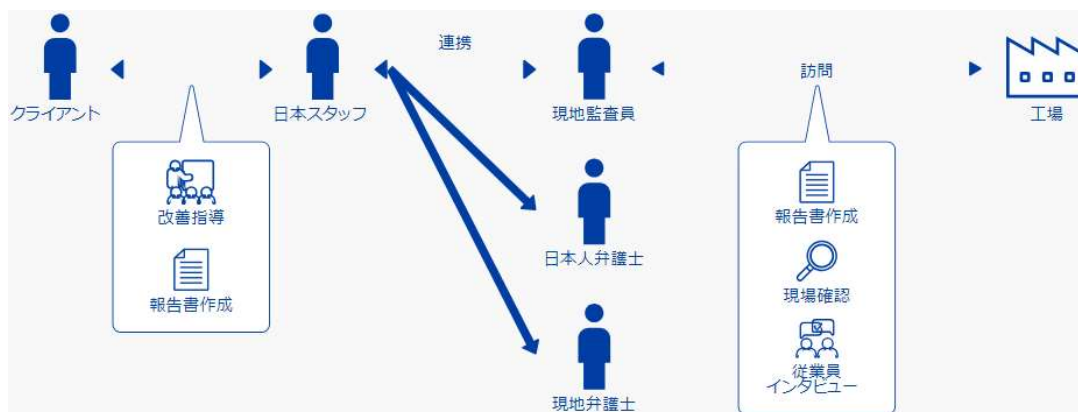 連携
訪問
クライアント
日本スタッフ
現地監査員
工場
改善指導
報告書作成
日本人弁護士
現地弁護士
報告書作成
現場確認
従業員
インタビュー